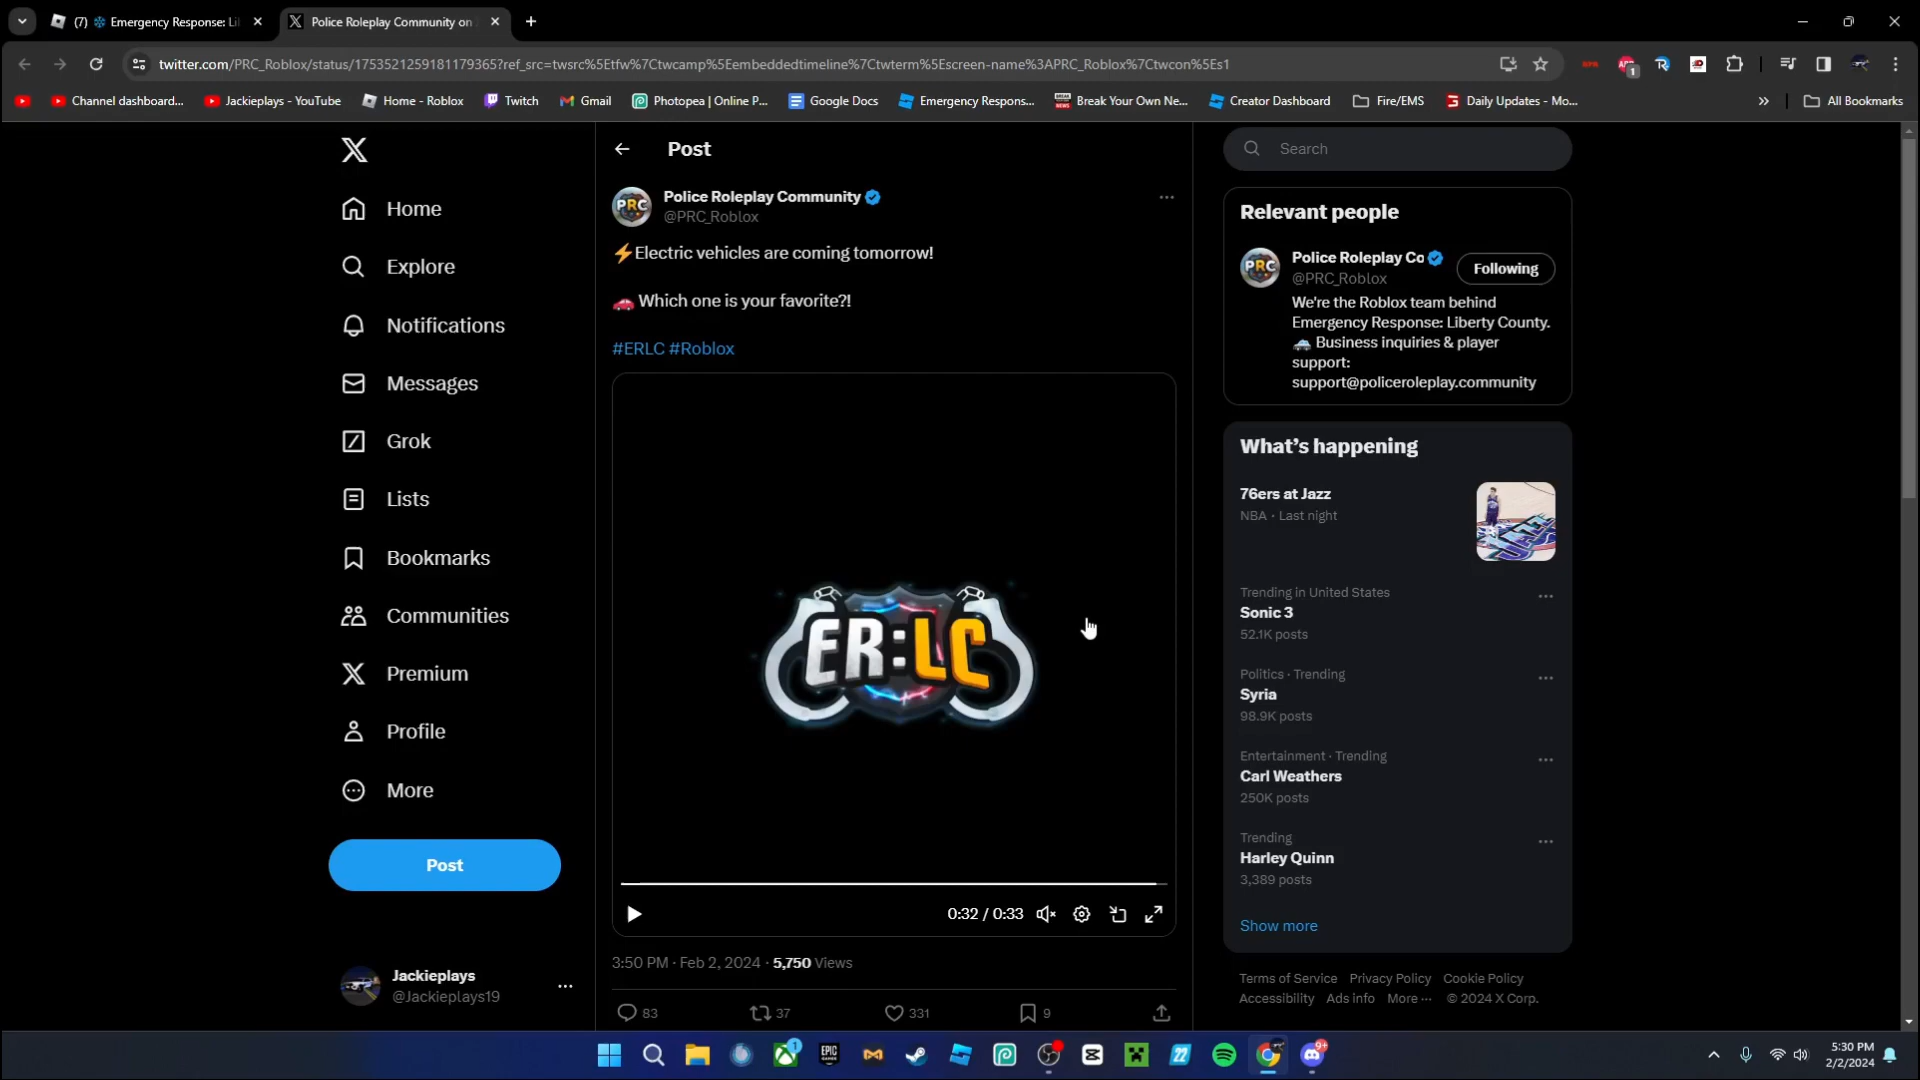 (7) Emergency Response: Li
Police Roleplay Community on
twitter.com/PRC_Roblox/status/1753521259181179365?ref_src=twsrc%5Etfw%7Ctwcamp%5Eembeddedtimeline%7Ctwterm%5Escreen-name%3APRC_Roblox%7Ctwcon%5Es1
1
Channel dashboard...
Jackieplays - YouTube
Home - Roblox
Twitch
Gmail
Photopea | Online P...
Google Docs
Emergency Respons...
Break Your Own Ne...
Creator Dashboard
Fire/EMS
Daily Updates - Mo...
All Bookmarks
Home
Explore
Notifications
Messages
Grok
Lists
Bookmarks
Communities
Premium
Profile
More
Post
Jackieplays
@Jackieplays19
Post
PRC
Police Roleplay Community
@PRC_Roblox
⚡Electric vehicles are coming tomorrow!
🚗 Which one is your favorite?!
#ERLC #Roblox
ER:LC
0:32 / 0:33
3:50 PM · Feb 2, 2024 · 5,750 Views
83
37
331
9
Search
Relevant people
PRC
Police Roleplay Co
@PRC_Roblox
Following
We're the Roblox team behind
Emergency Response: Liberty County.
🚓 Business inquiries & player
support:
support@policeroleplay.community
What's happening
76ers at Jazz
NBA · Last night
Trending in United States
Sonic 3
52.1K posts
Politics · Trending
Syria
98.9K posts
Entertainment · Trending
Carl Weathers
250K posts
Trending
Harley Quinn
3,389 posts
Show more
Terms of Service Privacy Policy Cookie Policy
Accessibility Ads info More ··· © 2024 X Corp.
1
EPIC
22
9+
5:30 PM
2/2/2024